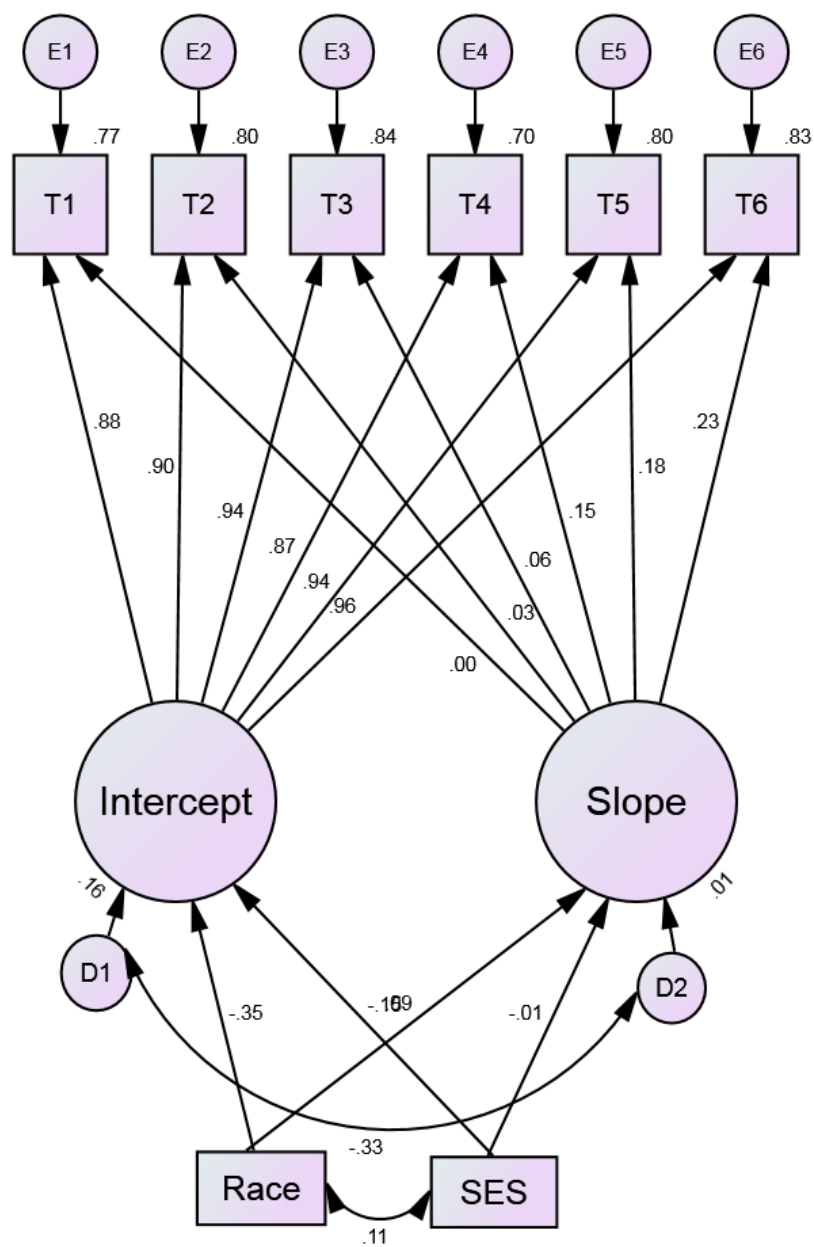 E1 E2 E3 E4 E5 E6
.77 .80 .84 .70 .80 .83
T1 T2 T3 T4 T5 T6
.88 .23
.90 .18
.94 .15
.87 .06
.94
.96 .03
.00
Intercept Slope
.16 .01
D1 D2
-.35 -.01
-.33
Race SES
.11